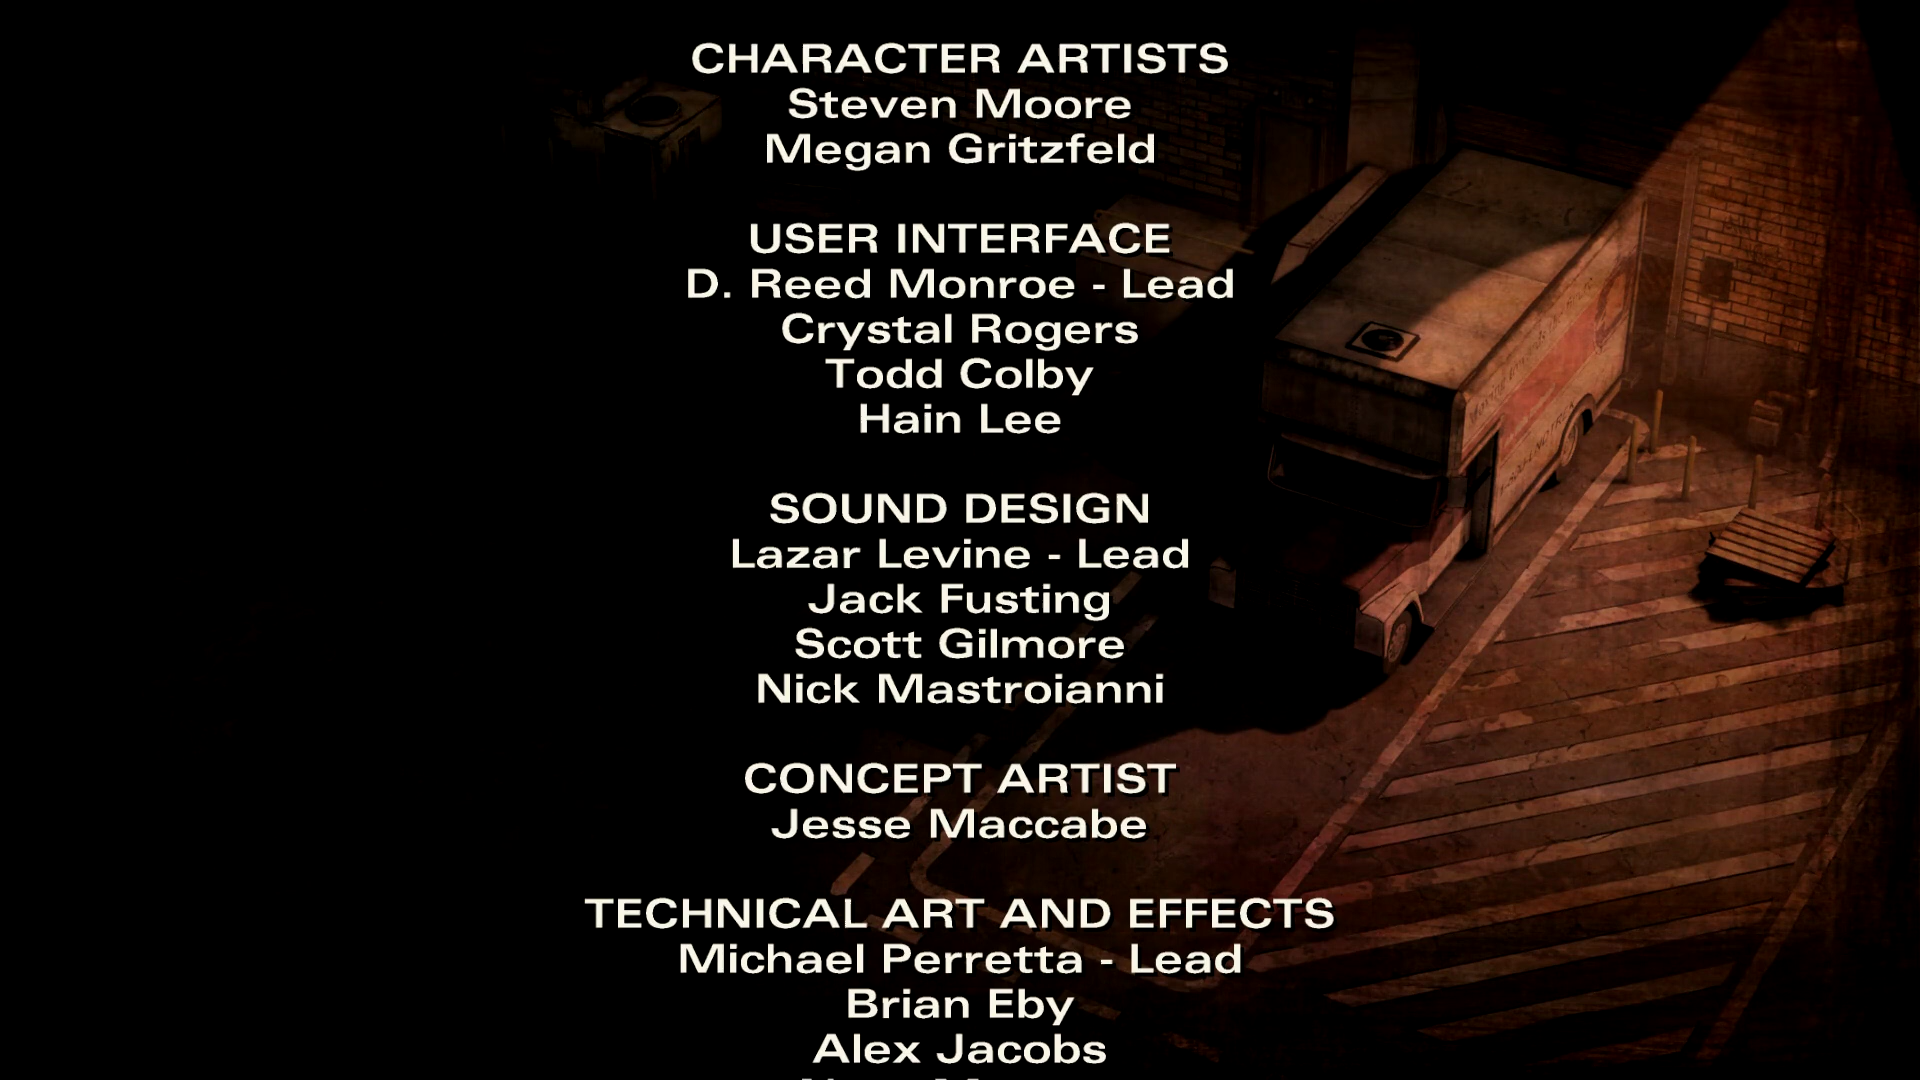 CHARACTER ARTISTS
Steven Moore
Megan Gritzfeld
USER INTERFACE
D. Reed Monroe - Lead
Crystal Rogers
Todd Colby
Hain Lee
SOUND DESIGN
Lazar Levine - Lead
Jack Fusting
Scott Gilmore
Nick Mastroianni
CONCEPT ARTIST
Jesse Maccabe
TECHNICAL ART AND EFFECTS
Michael Perretta - Lead
Brian Eby
Alex Jacobs